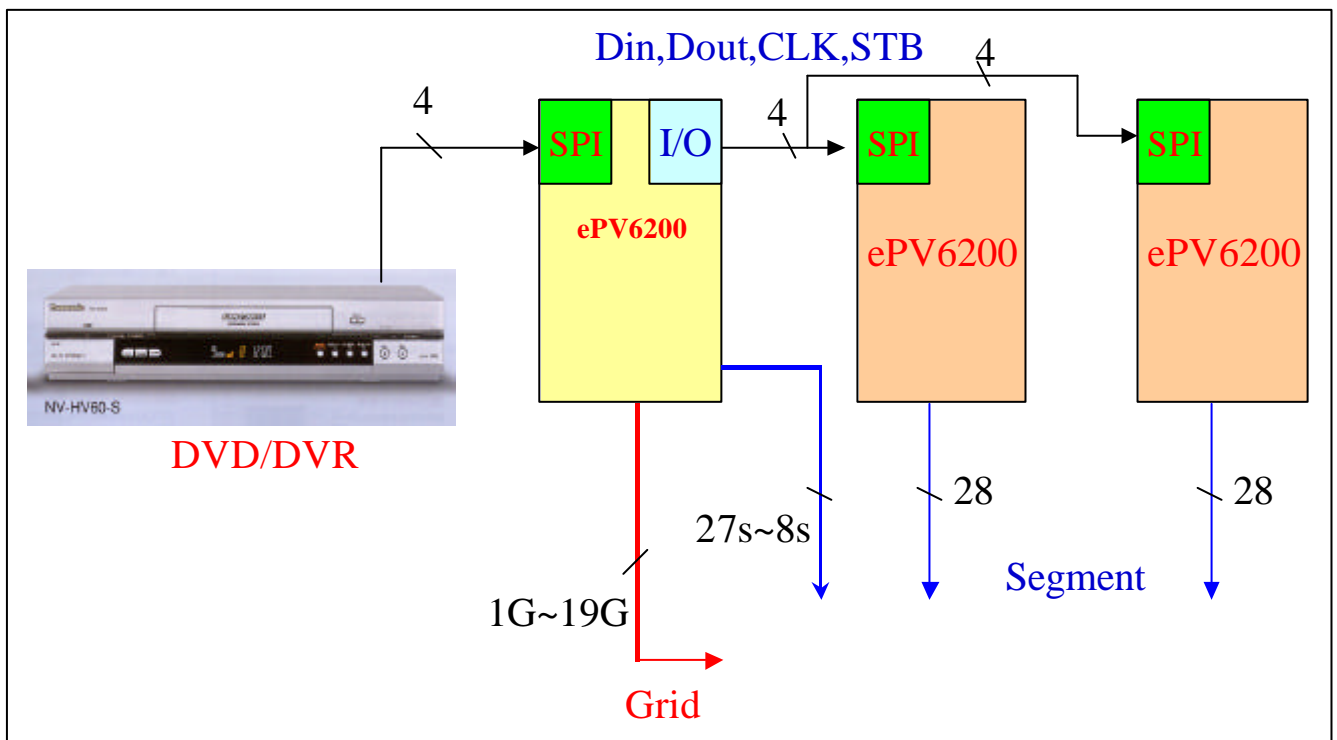 Din,Dout,CLK,STB
4
4
4
SPI
I/O
SPI
SPI
ePV6200
ePV6200
ePV6200
NV-HV60-S
DVD/DVR
27s~8s
28
28
1G~19G
Segment
Grid